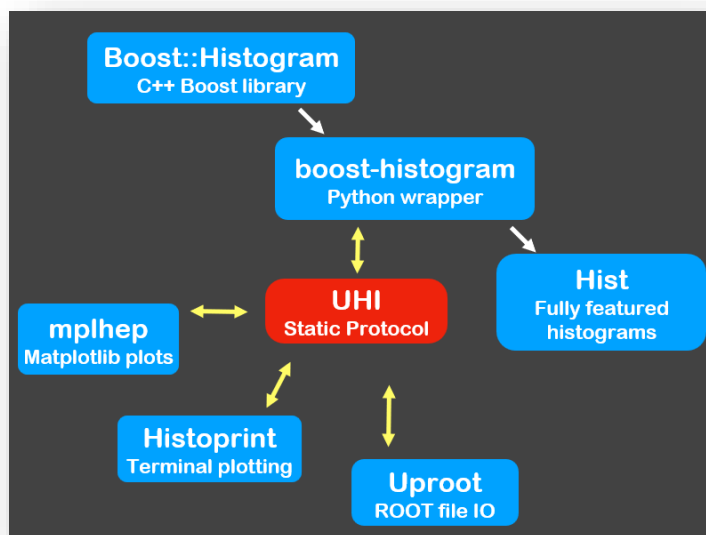 Boost::Histogram
C++ Boost library
boost-histogram
Python wrapper
Hist
Fully featured
histograms
UHI
Static Protocol
mplhep
Matplotlib plots
Histoprint
Terminal plotting
Uproot
ROOT file IO